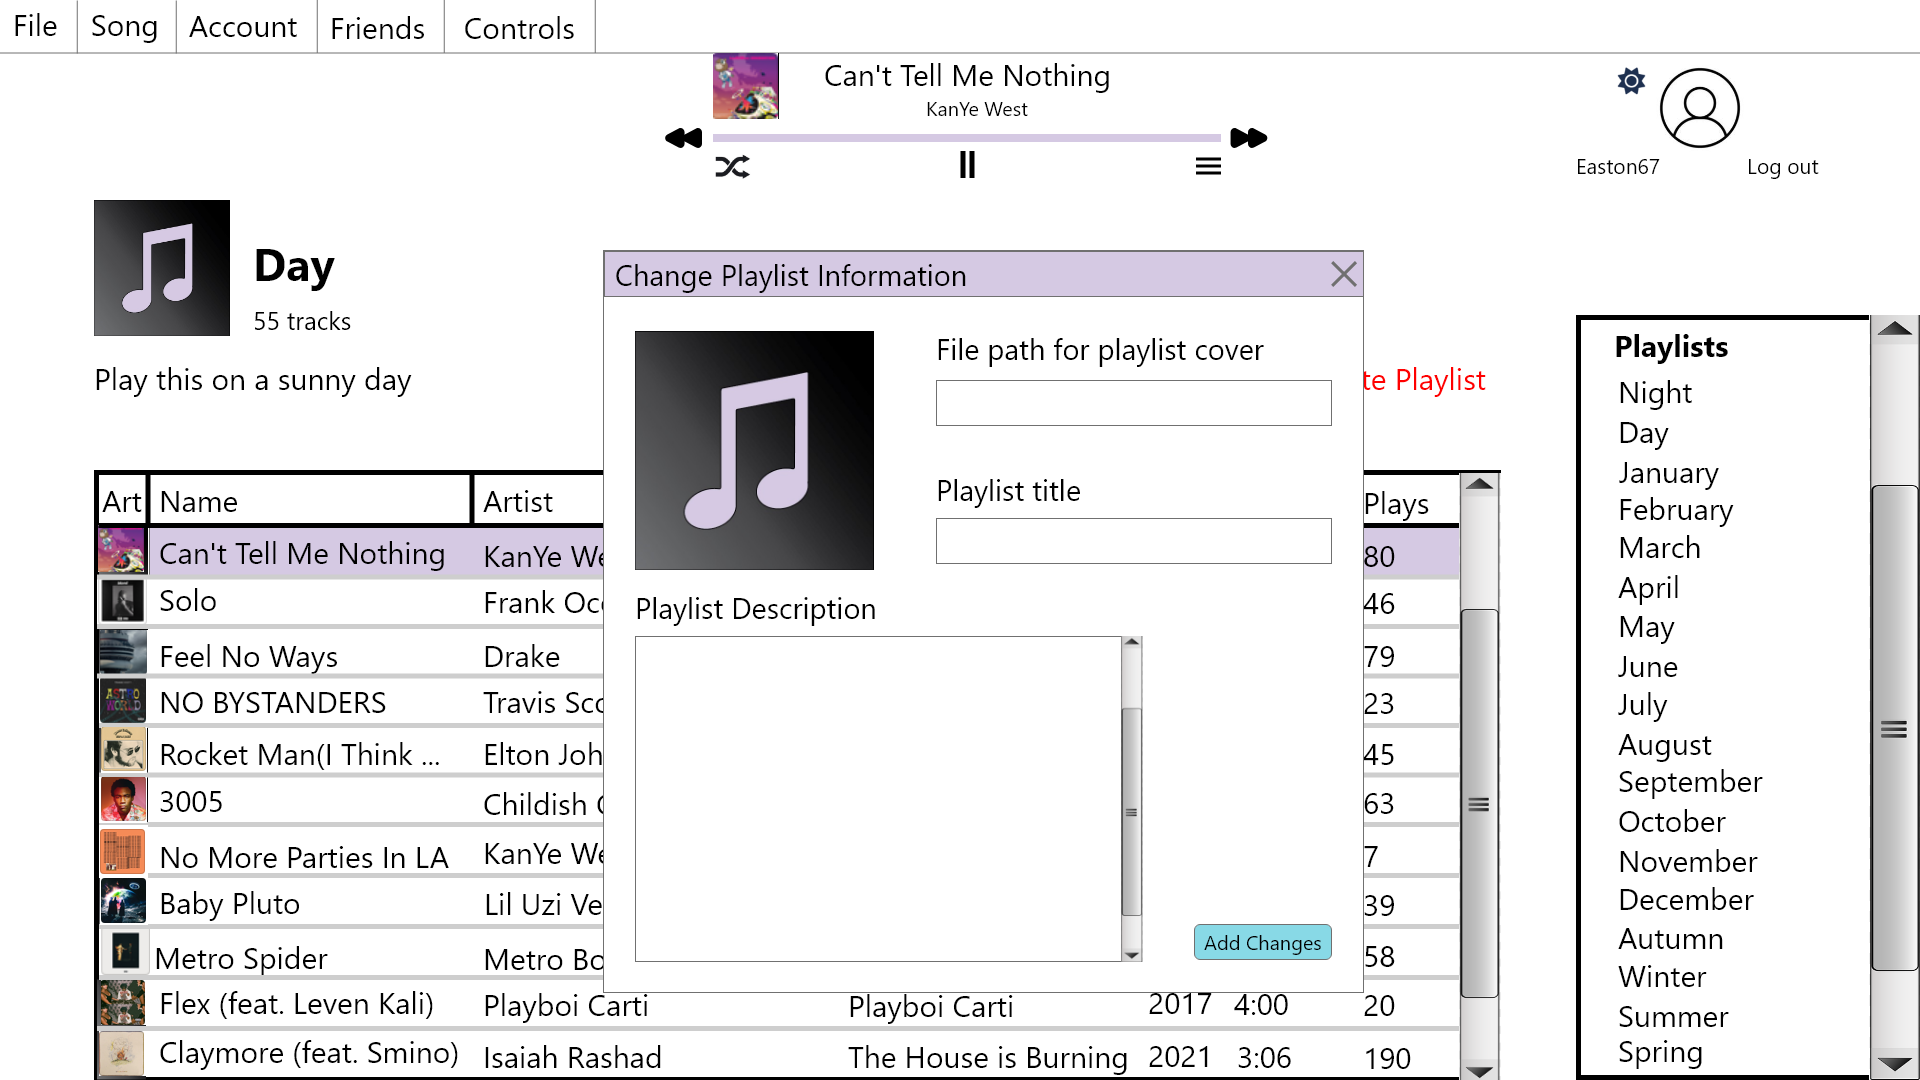 File Song Account Friends Controls
Can't Tell Me Nothing
KanYe West
Easton67 Log out
Day
55 tracks
Play this on a sunny day
te Playlist
Change Playlist Information
File path for playlist cover
Playlist title
Playlist Description
Add Changes
Art Name Artist Plays
Can't Tell Me Nothing KanYe We 80
Solo Frank Oc 46
Feel No Ways Drake 79
NO BYSTANDERS Travis Sc 23
Rocket Man(I Think ... Elton Joh 45
3005 Childish 63
No More Parties In LA KanYe We 7
Baby Pluto Lil Uzi Ve 39
Metro Spider Metro Bo 58
Flex (feat. Leven Kali) Playboi Carti Playboi Carti 2017 4:00 20
Claymore (feat. Smino) Isaiah Rashad The House is Burning 2021 3:06 190
Playlists
Night
Day
January
February
March
April
May
June
July
August
September
October
November
December
Autumn
Winter
Summer
Spring